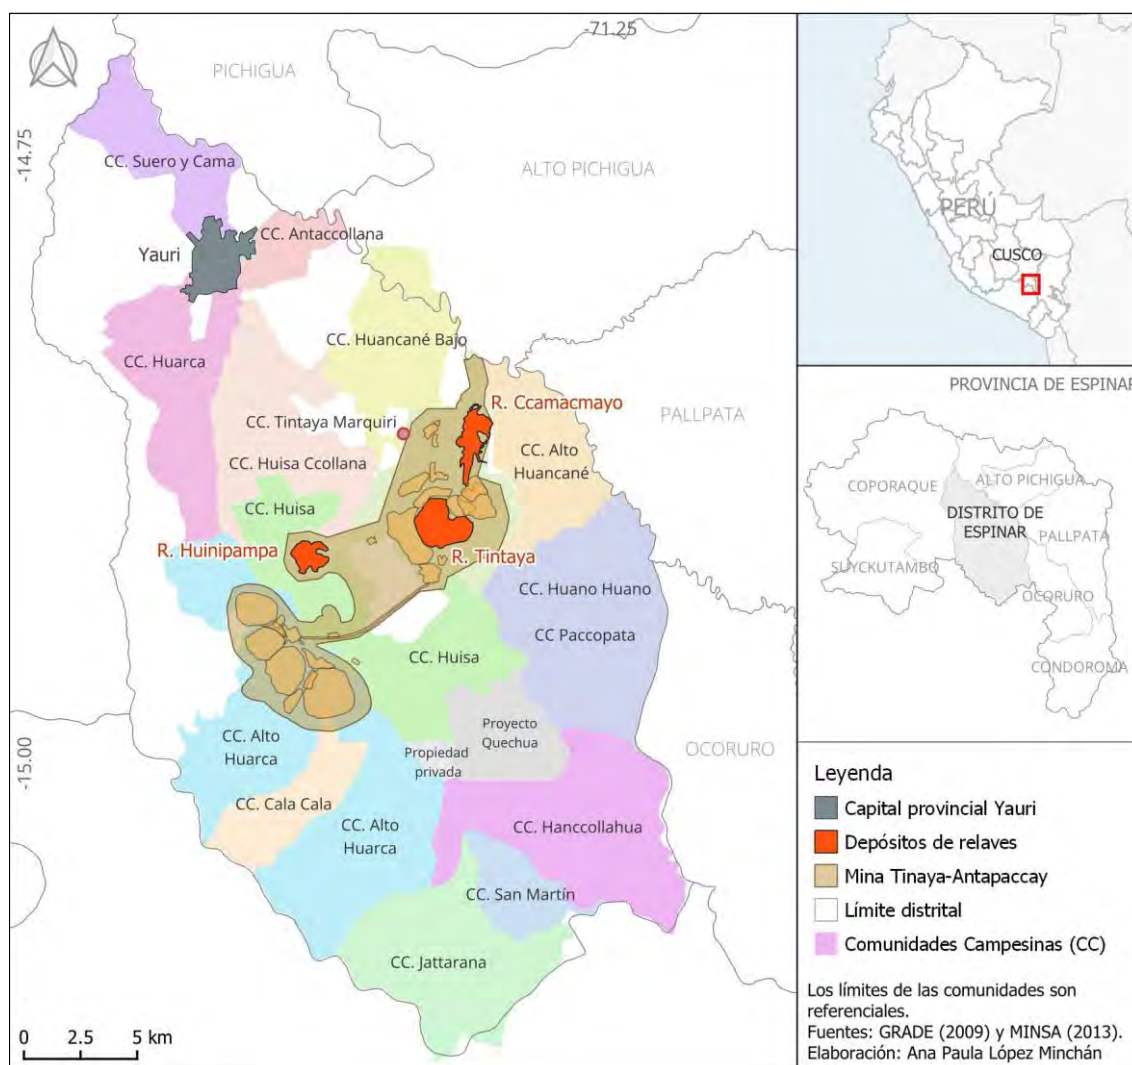 -71.25
PICHIGUA
-14.75
CC. Suero y Cama
ALTO PICHIGUA
Yauri
CC. Antaccollana
CC. Huancané Bajo
CC. Huarca
R. Ccamacmayo
PALLPATA
CC. Tintaya Marquiri
CC. Alto
Huancané
CC. Huisa Ccollana
CC. Huisa
R. Huinipampa
R. Tintaya
CC. Huano Huano
CC Paccopata
CC. Huisa
Proyecto
Quechua
Propiedad
privada
OCORURO
-15.00
CC. Alto
Huarca
CC. Cala Cala
CC. Alto
Huarca
CC. Hanccollahua
CC. San Martín
CC. Jattarana
0 2.5 5 km
PERÚ
CUSCO
PROVINCIA DE ESPINAR
COPORAQUE
ALTO PICHIGUA
DISTRITO DE
ESPINAR
PALLPATA
SUYCKUTAMBO
OCORURO
CONDOROMA
Leyenda
Capital provincial Yauri
Depósitos de relaves
Mina Tinaya-Antapaccay
Límite distrital
Comunidades Campesinas (CC)
Los límites de las comunidades son
referenciales.
Fuentes: GRADE (2009) y MINSA (2013).
Elaboración: Ana Paula López Minchán